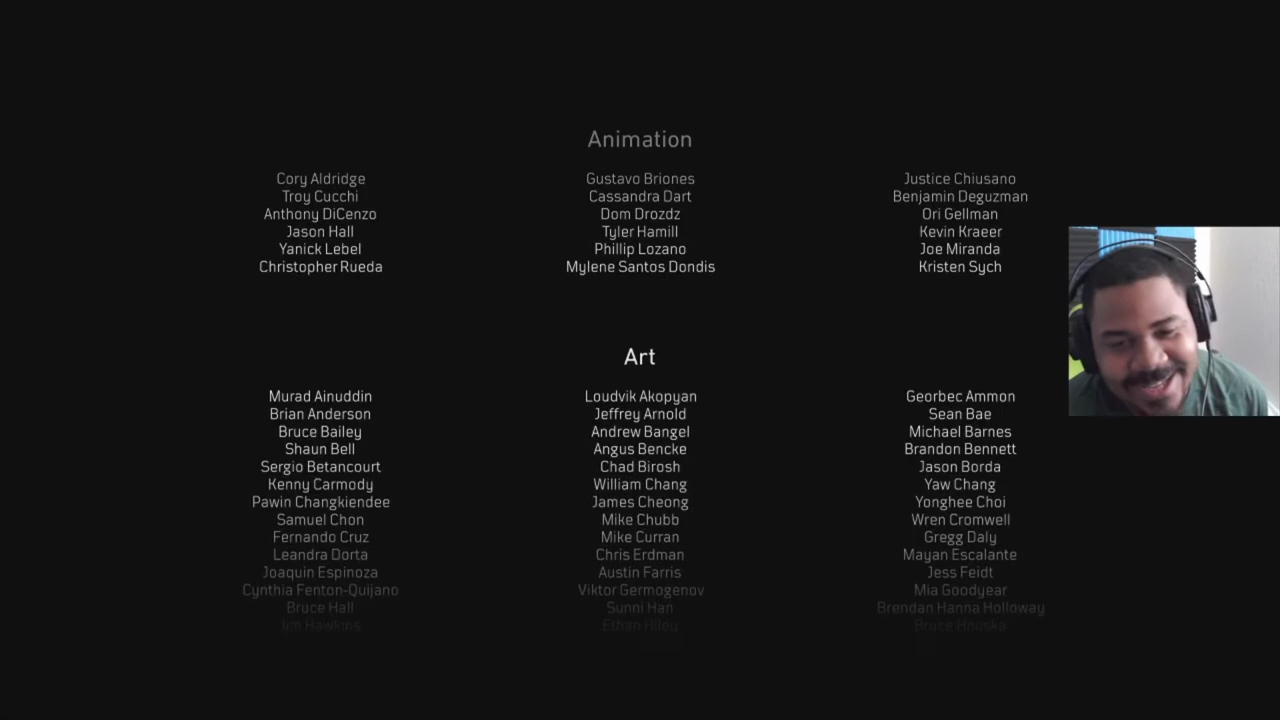 Animation
Cory Aldridge Gustavo Briones Justice Chiusano
Troy Cucchi Cassandra Dart Benjamin Deguzman
Anthony DiCenzo Dom Drozdz Ori Gellman
Jason Hall Tyler Hamill Kevin Kraeer
Yanick Lebel Phillip Lozano Joe Miranda
Christopher Rueda Mylene Santos Dondis Kristen Sych
Art
Murad Ainuddin Loudvik Akopyan Georbec Ammon
Brian Anderson Jeffrey Arnold Sean Bae
Bruce Bailey Andrew Bangel Michael Barnes
Shaun Bell Angus Bencke Brandon Bennett
Sergio Betancourt Chad Birosh Jason Borda
Kenny Carmody William Chang Yaw Chang
Pawin Changkiendee James Cheong Yonghee Choi
Samuel Chon Mike Chubb Wren Cromwell
Fernando Cruz Mike Curran Gregg Daly
Leandra Dorta Chris Erdman Mayan Escalante
Joaquin Espinoza Austin Farris Jess Feidt
Cynthia Fenton-Quijano Viktor Germogenov Mia Goodyear
Bruce Hall Sunni Han Brendan Hanna Holloway
Jim Hawkins Ethan Hiley Bruce Houska